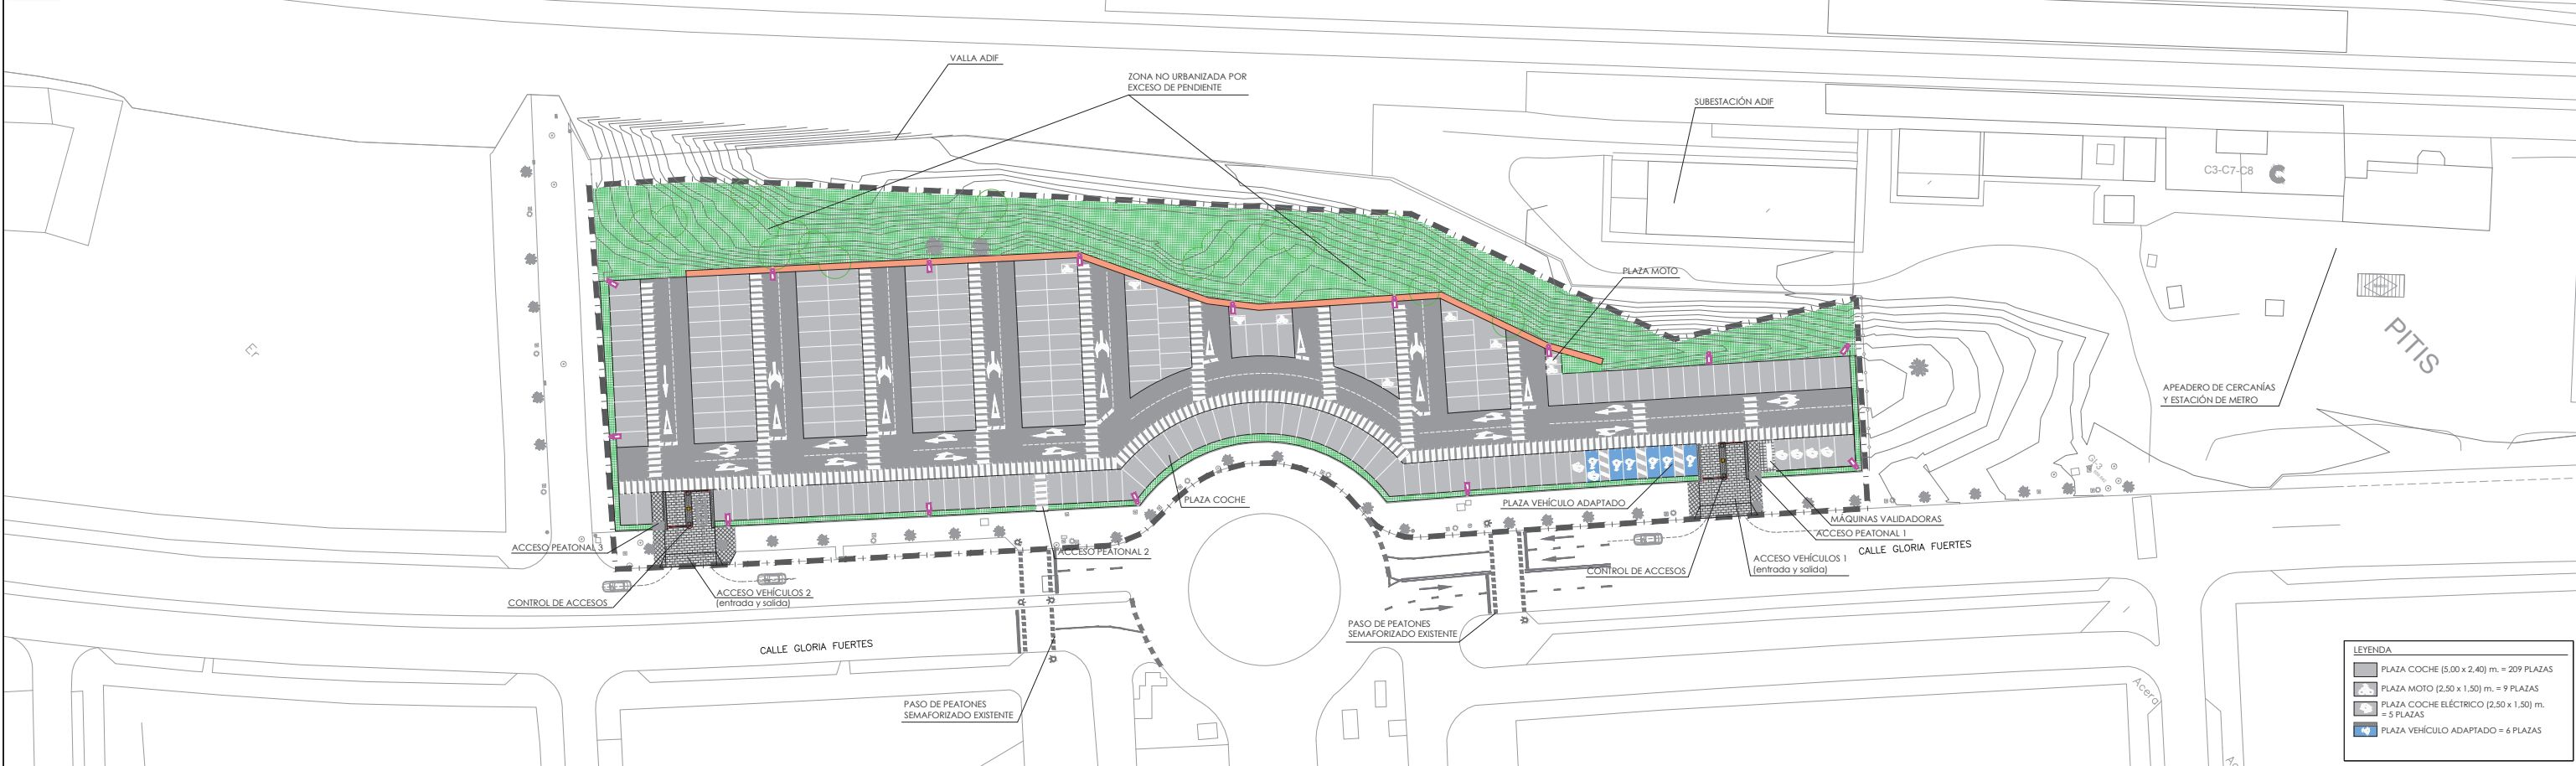 VALLA ADIF
ZONA NO URBANIZADA POR
EXCESO DE PENDIENTE
SUBESTACIÓN ADIF
C3-C7-C8
PLAZA MOTO
PITIS
APEADERO DE CERCANÍAS
Y ESTACIÓN DE METRO
PLAZA COCHE
PLAZA VEHÍCULO ADAPTADO
MÁQUINAS VALIDADORAS
ACCESO PEATONAL 1
CALLE GLORIA FUERTES
ACCESO PEATONAL 3
ACCESO PEATONAL 2
ACCESO VEHÍCULOS 1
(entrada y salida)
CONTROL DE ACCESOS
ACCESO VEHÍCULOS 2
(entrada y salida)
CONTROL DE ACCESOS
PASO DE PEATONES
SEMAFORIZADO EXISTENTE
CALLE GLORIA FUERTES
PASO DE PEATONES
SEMAFORIZADO EXISTENTE
Acera
LEYENDA
PLAZA COCHE (5,00 x 2,40) m. = 209 PLAZAS
PLAZA MOTO (2,50 x 1,50) m. = 9 PLAZAS
PLAZA COCHE ELÉCTRICO (2,50 x 1,50) m.
= 5 PLAZAS
PLAZA VEHÍCULO ADAPTADO = 6 PLAZAS